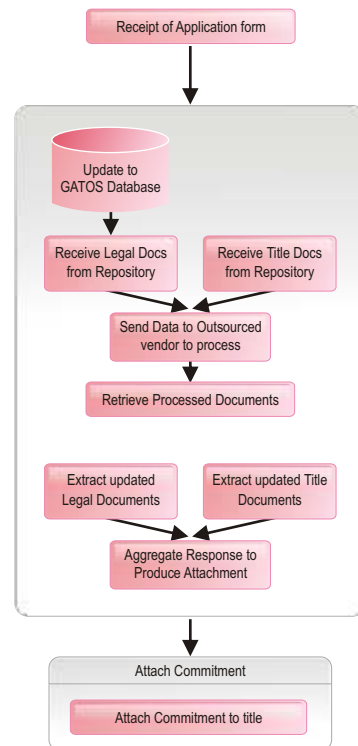 Receipt of Application form
Update to
GATOS Database
Receive Legal Docs
from Repository
Receive Title Docs
from Repository
Send Data to Outsourced
vendor to process
Retrieve Processed Documents
Extract updated
Legal Documents
Extract updated Title
Documents
Aggregate Response to
Produce Attachment
Attach Commitment
Attach Commitment to title